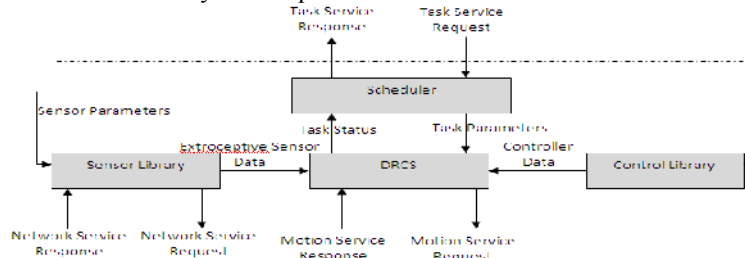 Task Service
Response
Task Service
Request
Scheduler
Sensor Parameters
Task Status
Task Parameters
Extroceptive Sensor
Data
Controller
Data
Sensor Library
DRCS
Control Library
Network Service
Response
Network Service
Request
Motion Service
Response
Motion Service
Request